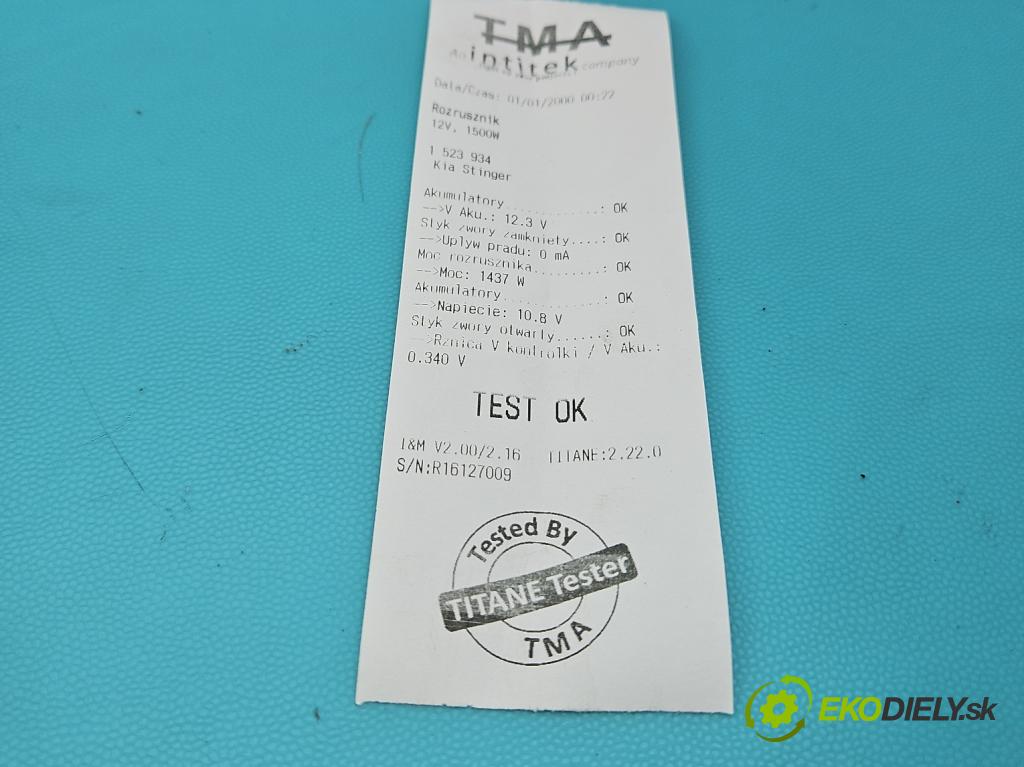 TMA
An intitek company
Data/Czas: 01/01/2000 00:22
Rozrusznik
12V, 1500W
1 523 934
Kia Stinger
Akumulatory............: OK
-->V Aku.: 12.3 V
Styk zwory zamkniety....: OK
-->Uplyw pradu: 0 mA
Moc rozrusznika.........: OK
-->Moc: 1437 W
Akumulatory.............: OK
-->Napiecie: 10.8 V
Styk zwory otwarty......: OK
-->Rznica V kontrolki / V Aku.:
0.340 V
TEST OK
I&M V2.00/2.16 TITANE:2.22.0
S/N:R16127009
Tested By
TITANE Tester
TMA
EKODIELY.sk